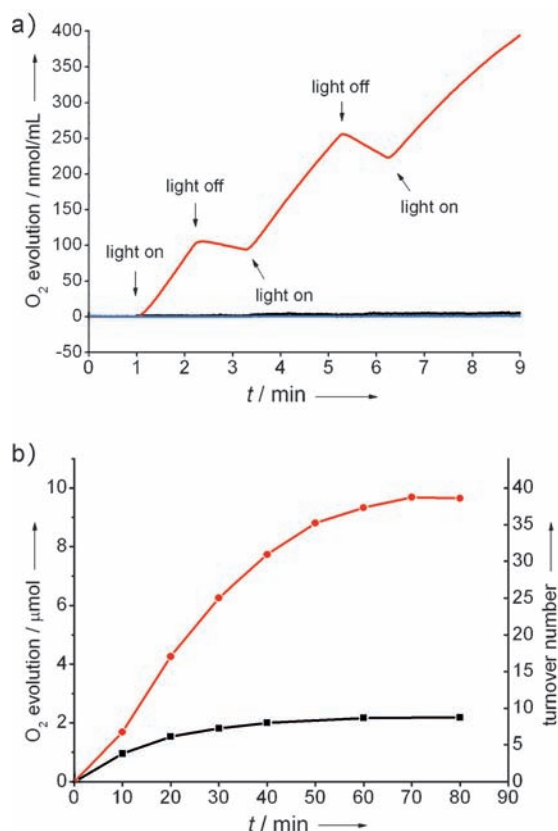 a)
400
350
300
250
200
150
100
50
0
-50
O₂ evolution / nmol/mL ⟶
light on
light off
light on
light off
light on
0 1 2 3 4 5 6 7 8 9
t / min ⟶
b)
10
8
6
4
2
0
O₂ evolution / μmol ⟶
40
35
30
25
20
15
10
5
0
turnover number ⟶
0 10 20 30 40 50 60 70 80 90
t / min ⟶